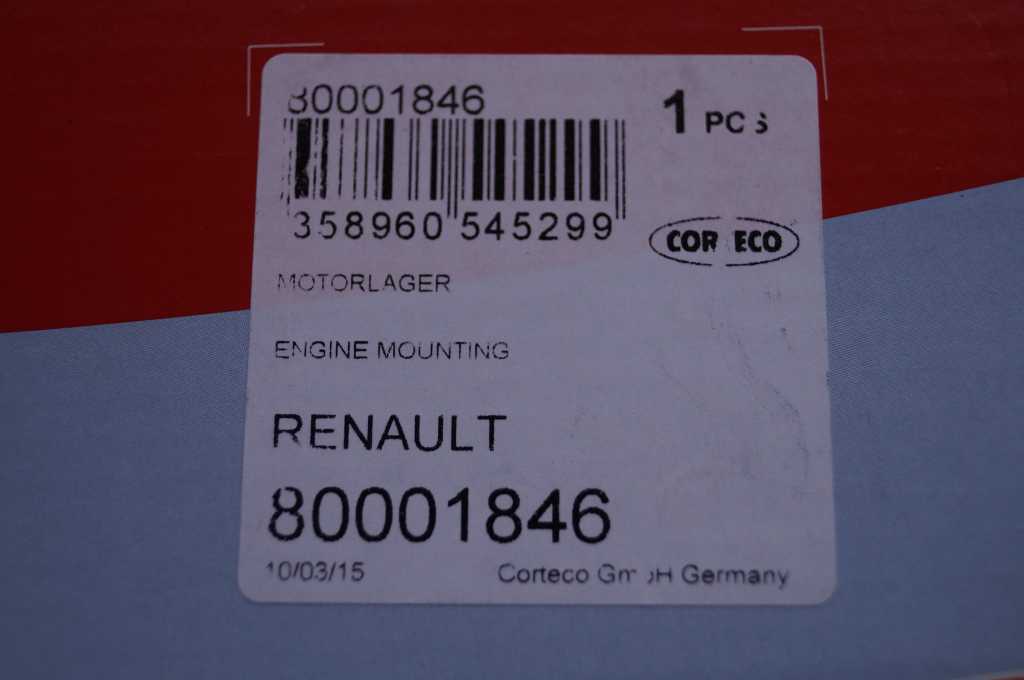 80001846
1 PCS
358960 545299
CORTECO
MOTORLAGER
ENGINE MOUNTING
RENAULT
80001846
10/03/15
Corteco GmbH Germany